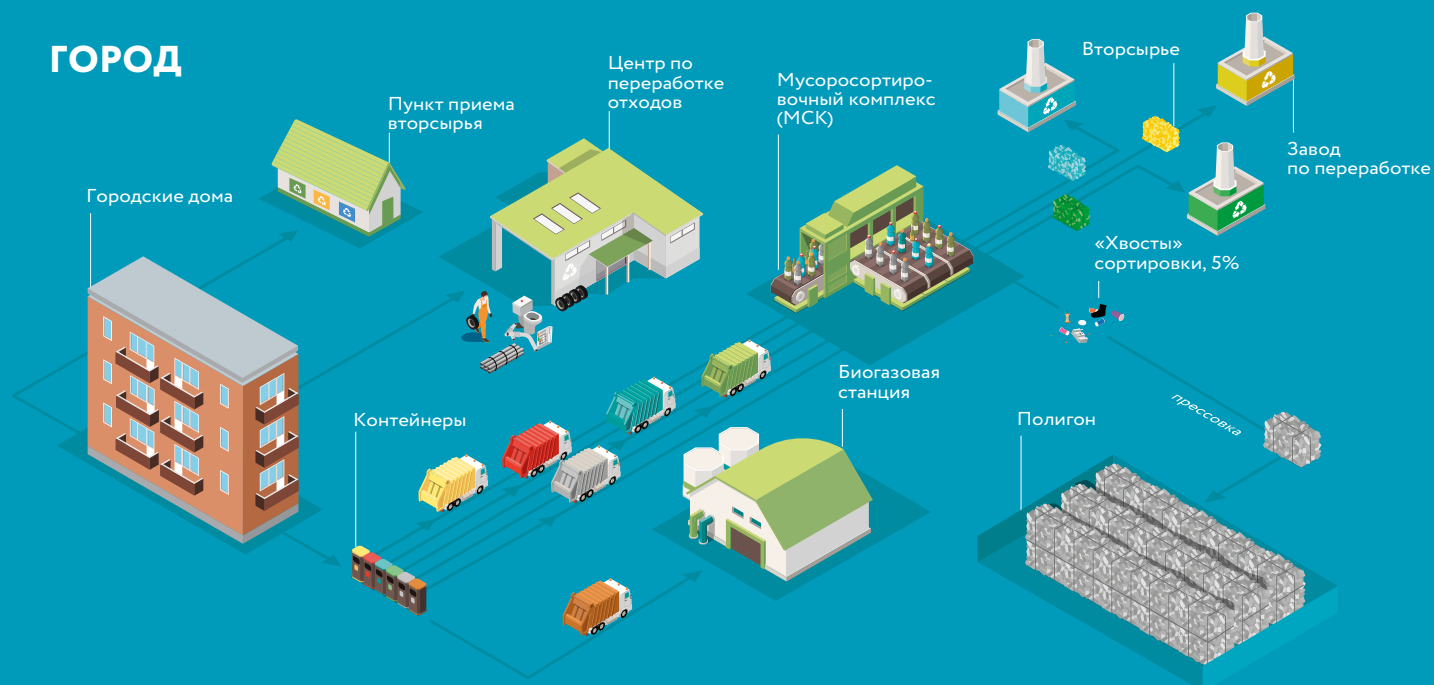 ГОРОД
Городские дома
Пункт приема
вторсырья
Центр по
переработке
отходов
Мусоросортиро-
вочный комплекс
(МСК)
Вторсырье
Завод
по переработке
«Хвосты»
сортировки, 5%
прессовка
Контейнеры
Биогазовая
станция
Полигон